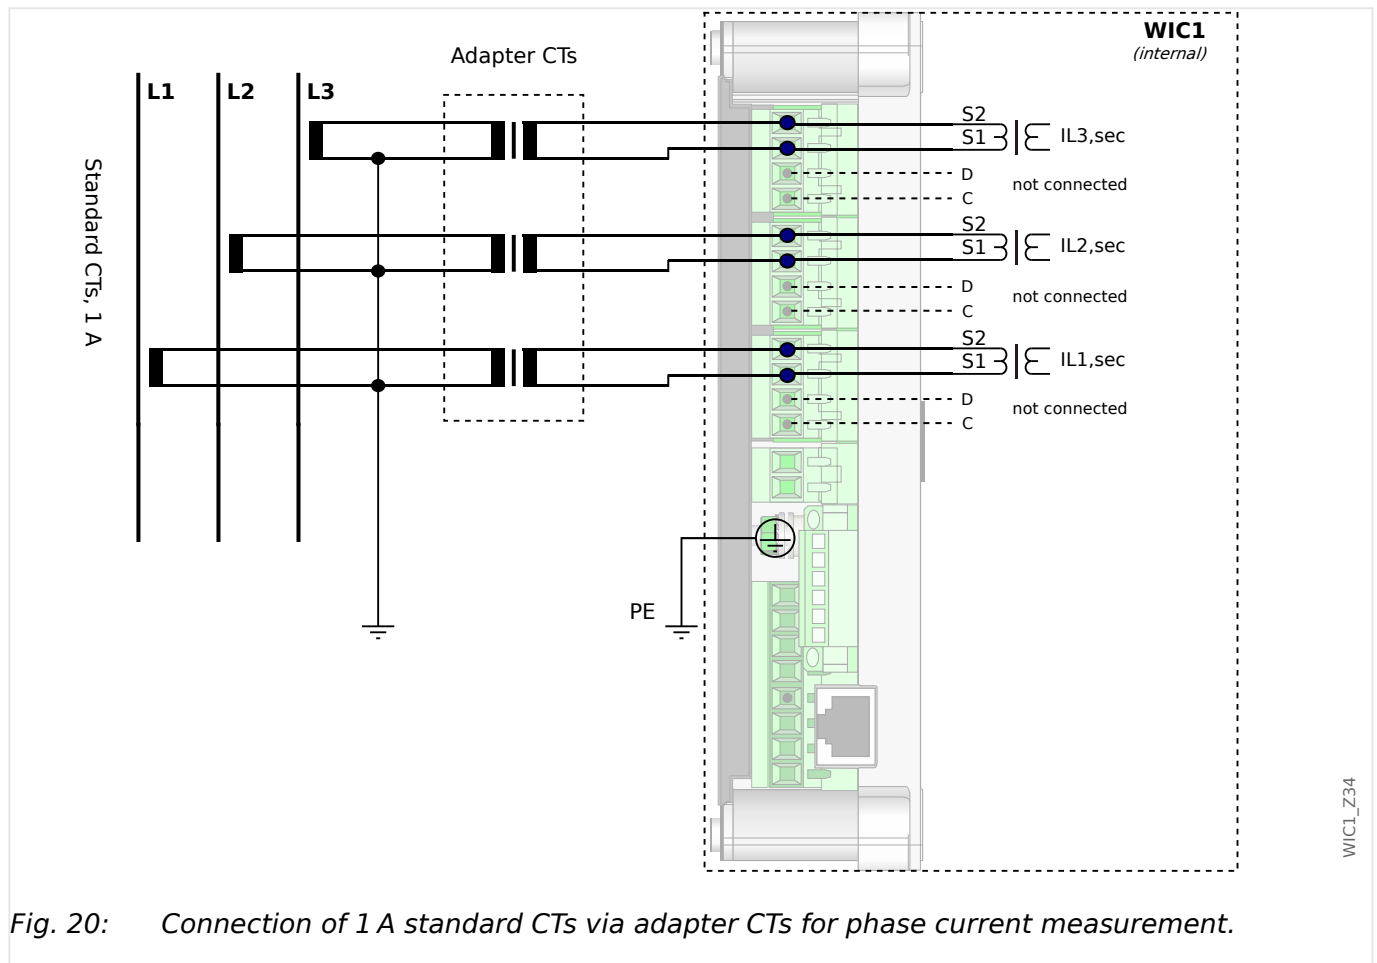 WIC1
(internal)
Adapter CTs
L1
L2
L3
Standard CTs, 1 A
S2
S1
IL3,sec
D
not connected
C
S2
S1
IL2,sec
D
not connected
C
S2
S1
IL1,sec
D
not connected
C
PE
WIC1_Z34
Fig. 20: Connection of 1 A standard CTs via adapter CTs for phase current measurement.